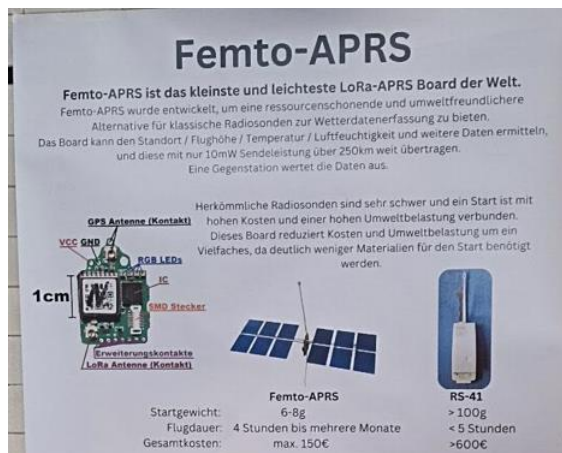 Femto-APRS
Femto-APRS ist das kleinste und leichteste LoRa-APRS Board der Welt.
Femto-APRS wurde entwickelt, um eine ressourcenschonende und umweltfreundlichere
Alternative für klassische Radiosonden zur Wetterdatenerfassung zu bieten.
Das Board kann den Standort / Flughöhe / Temperatur / Luftfeuchtigkeit und weitere Daten ermitteln,
und diese mit nur 10mW Sendeleistung über 250km weit übertragen.
Eine Gegenstation wertet die Daten aus.
Herkömmliche Radiosonden sind sehr schwer und ein Start ist mit
hohen Kosten und einer hohen Umweltbelastung verbunden.
Dieses Board reduziert Kosten und Umweltbelastung um ein
Vielfaches, da deutlich weniger Materialien für den Start benötigt
werden.
GPS Antenne (Kontakt)
VCC GND
RGB LEDs
IC
1cm
SMD Stecker
Erweiterungskontakte
LoRa Antenne (Kontakt)
Femto-APRS RS-41
Startgewicht: 6-8g > 100g
Flugdauer: 4 Stunden bis mehrere Monate < 5 Stunden
Gesamtkosten: max. 150€ >600€